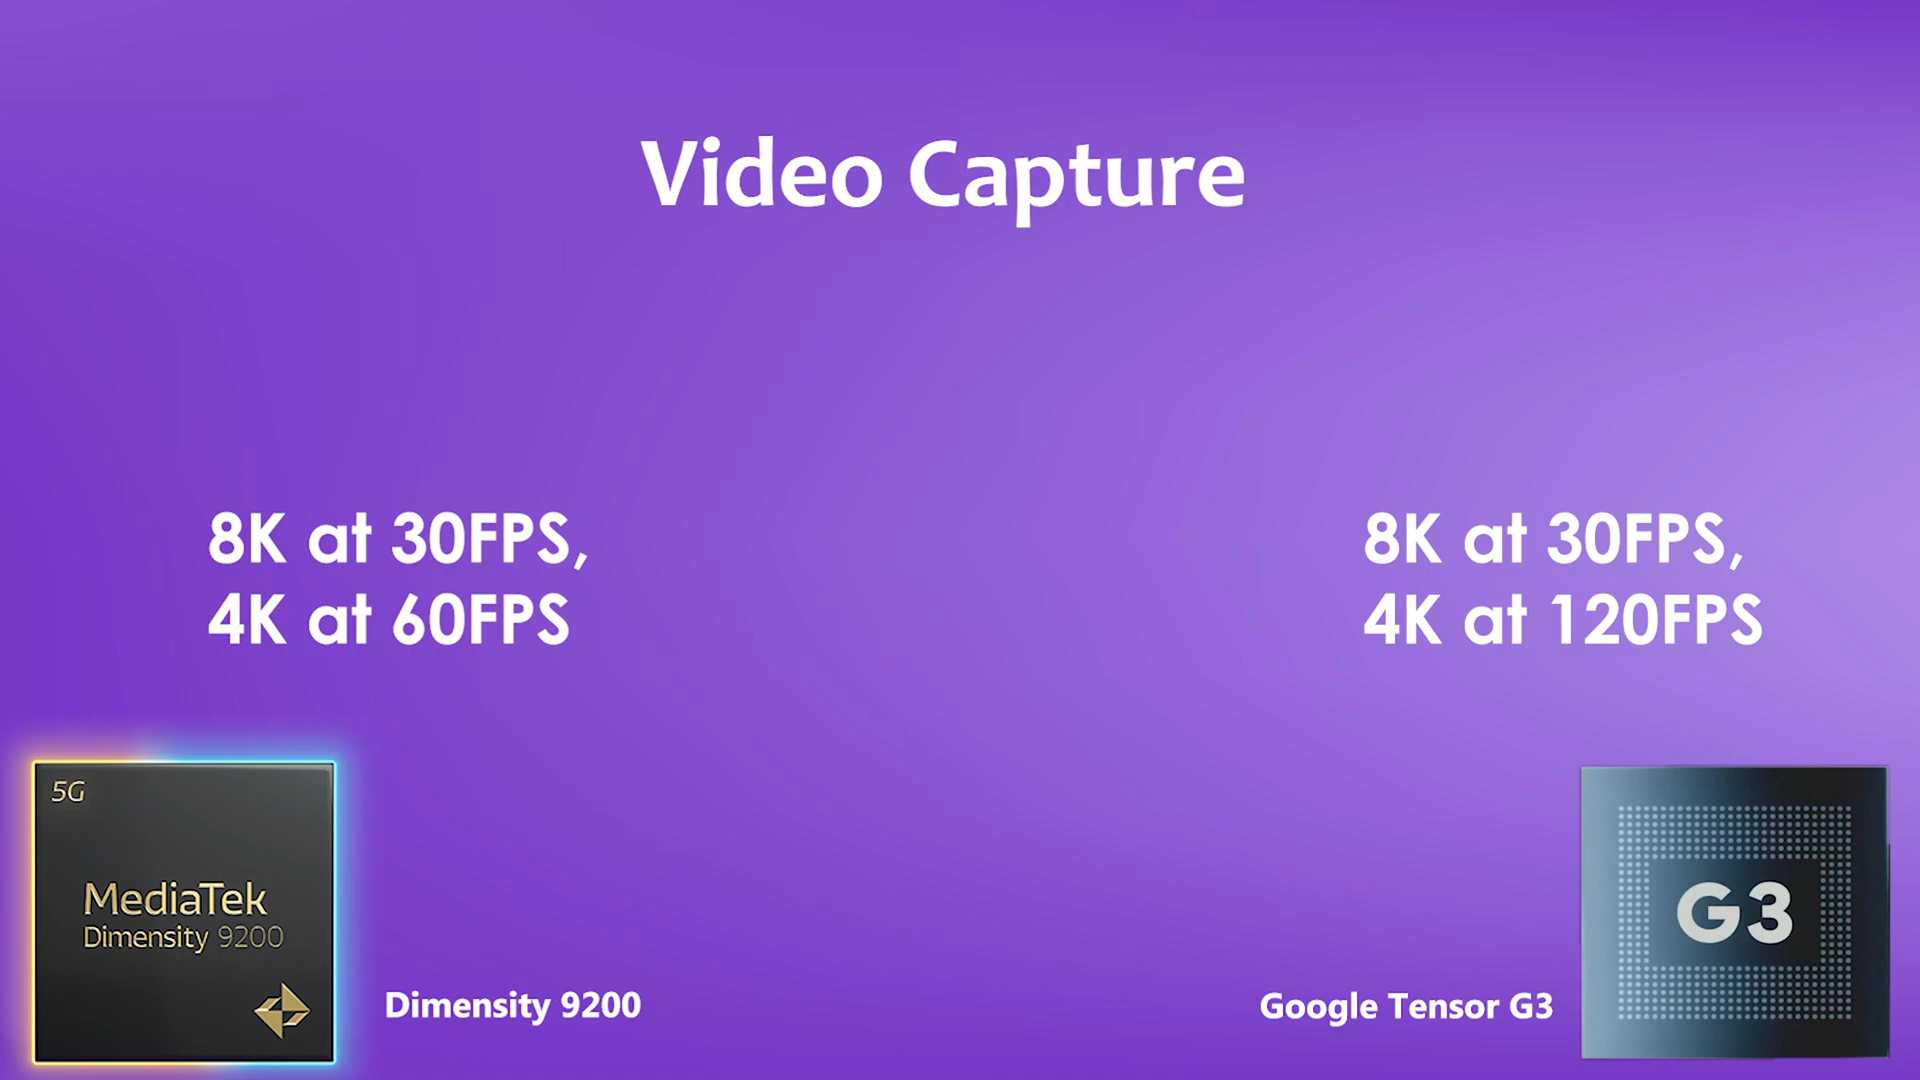 Video Capture
8K at 30FPS,
4K at 60FPS
8K at 30FPS,
4K at 120FPS
5G
MediaTek
Dimensity 9200
Dimensity 9200
Google Tensor G3
G3